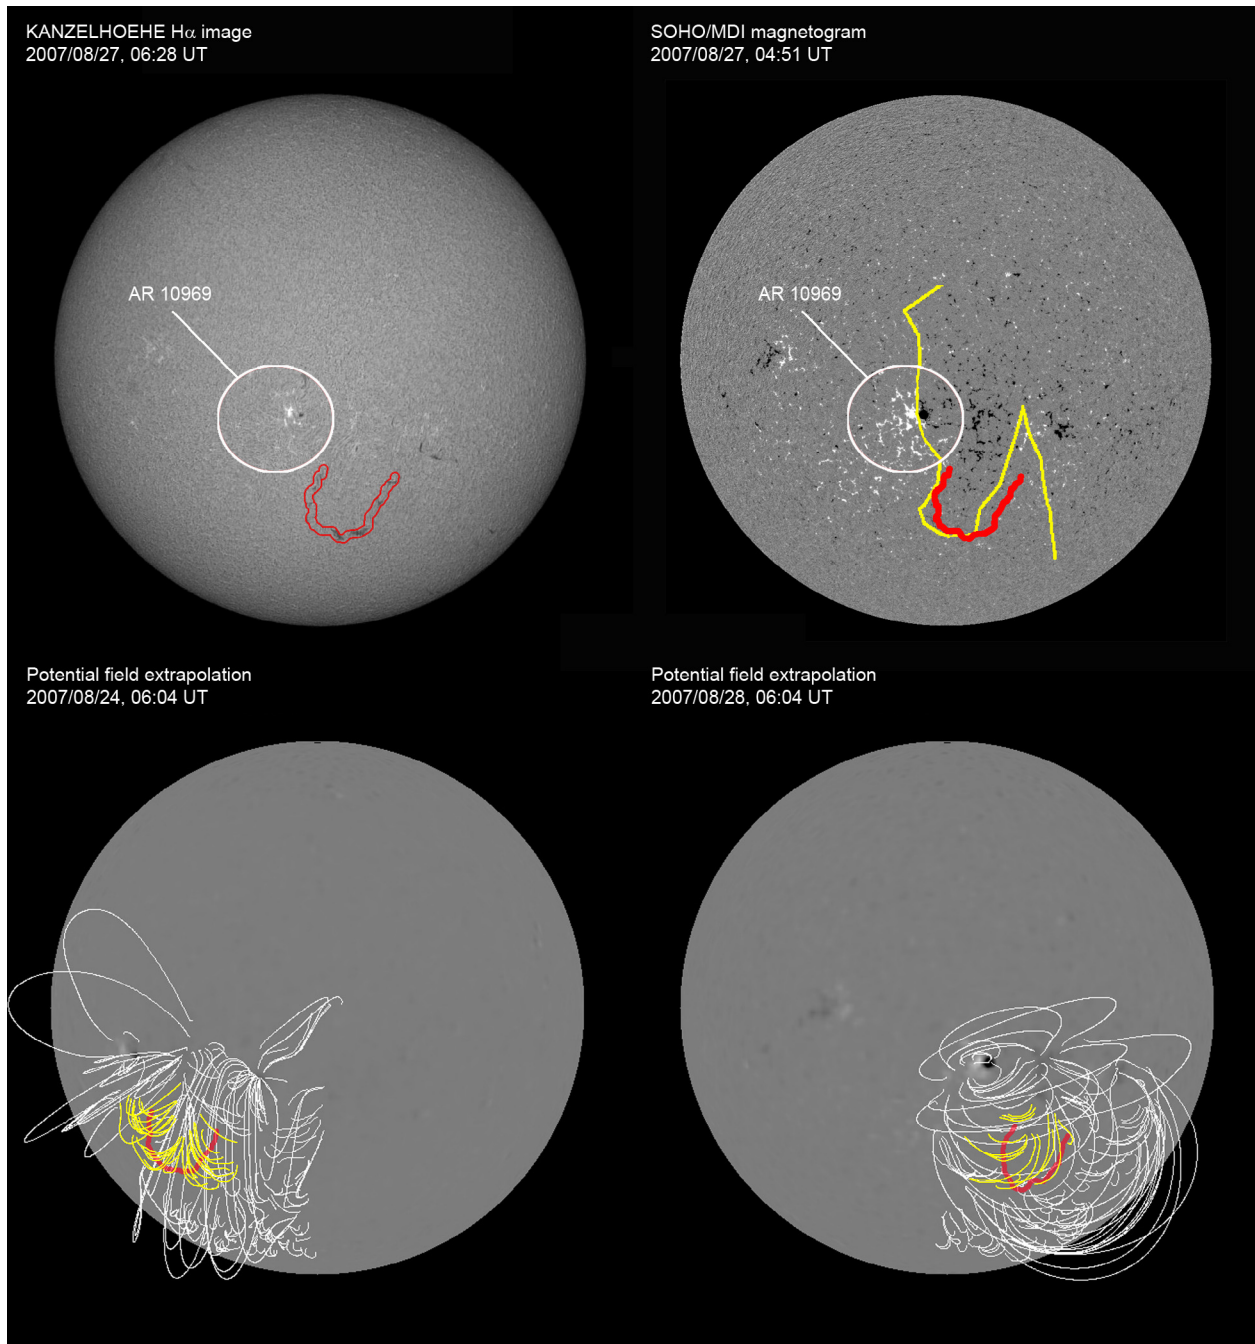 KANZELHOEHE Hα image
2007/08/27, 06:28 UT
SOHO/MDI magnetogram
2007/08/27, 04:51 UT
AR 10969
AR 10969
Potential field extrapolation
2007/08/24, 06:04 UT
Potential field extrapolation
2007/08/28, 06:04 UT